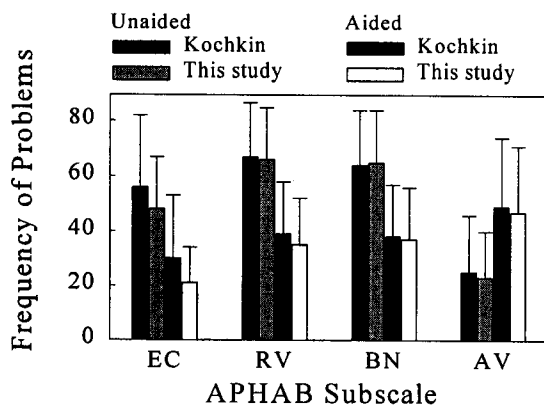 Unaided Aided
Kochkin Kochkin
This study This study
Frequency of Problems
80
60
40
20
0
EC RV BN AV
APHAB Subscale